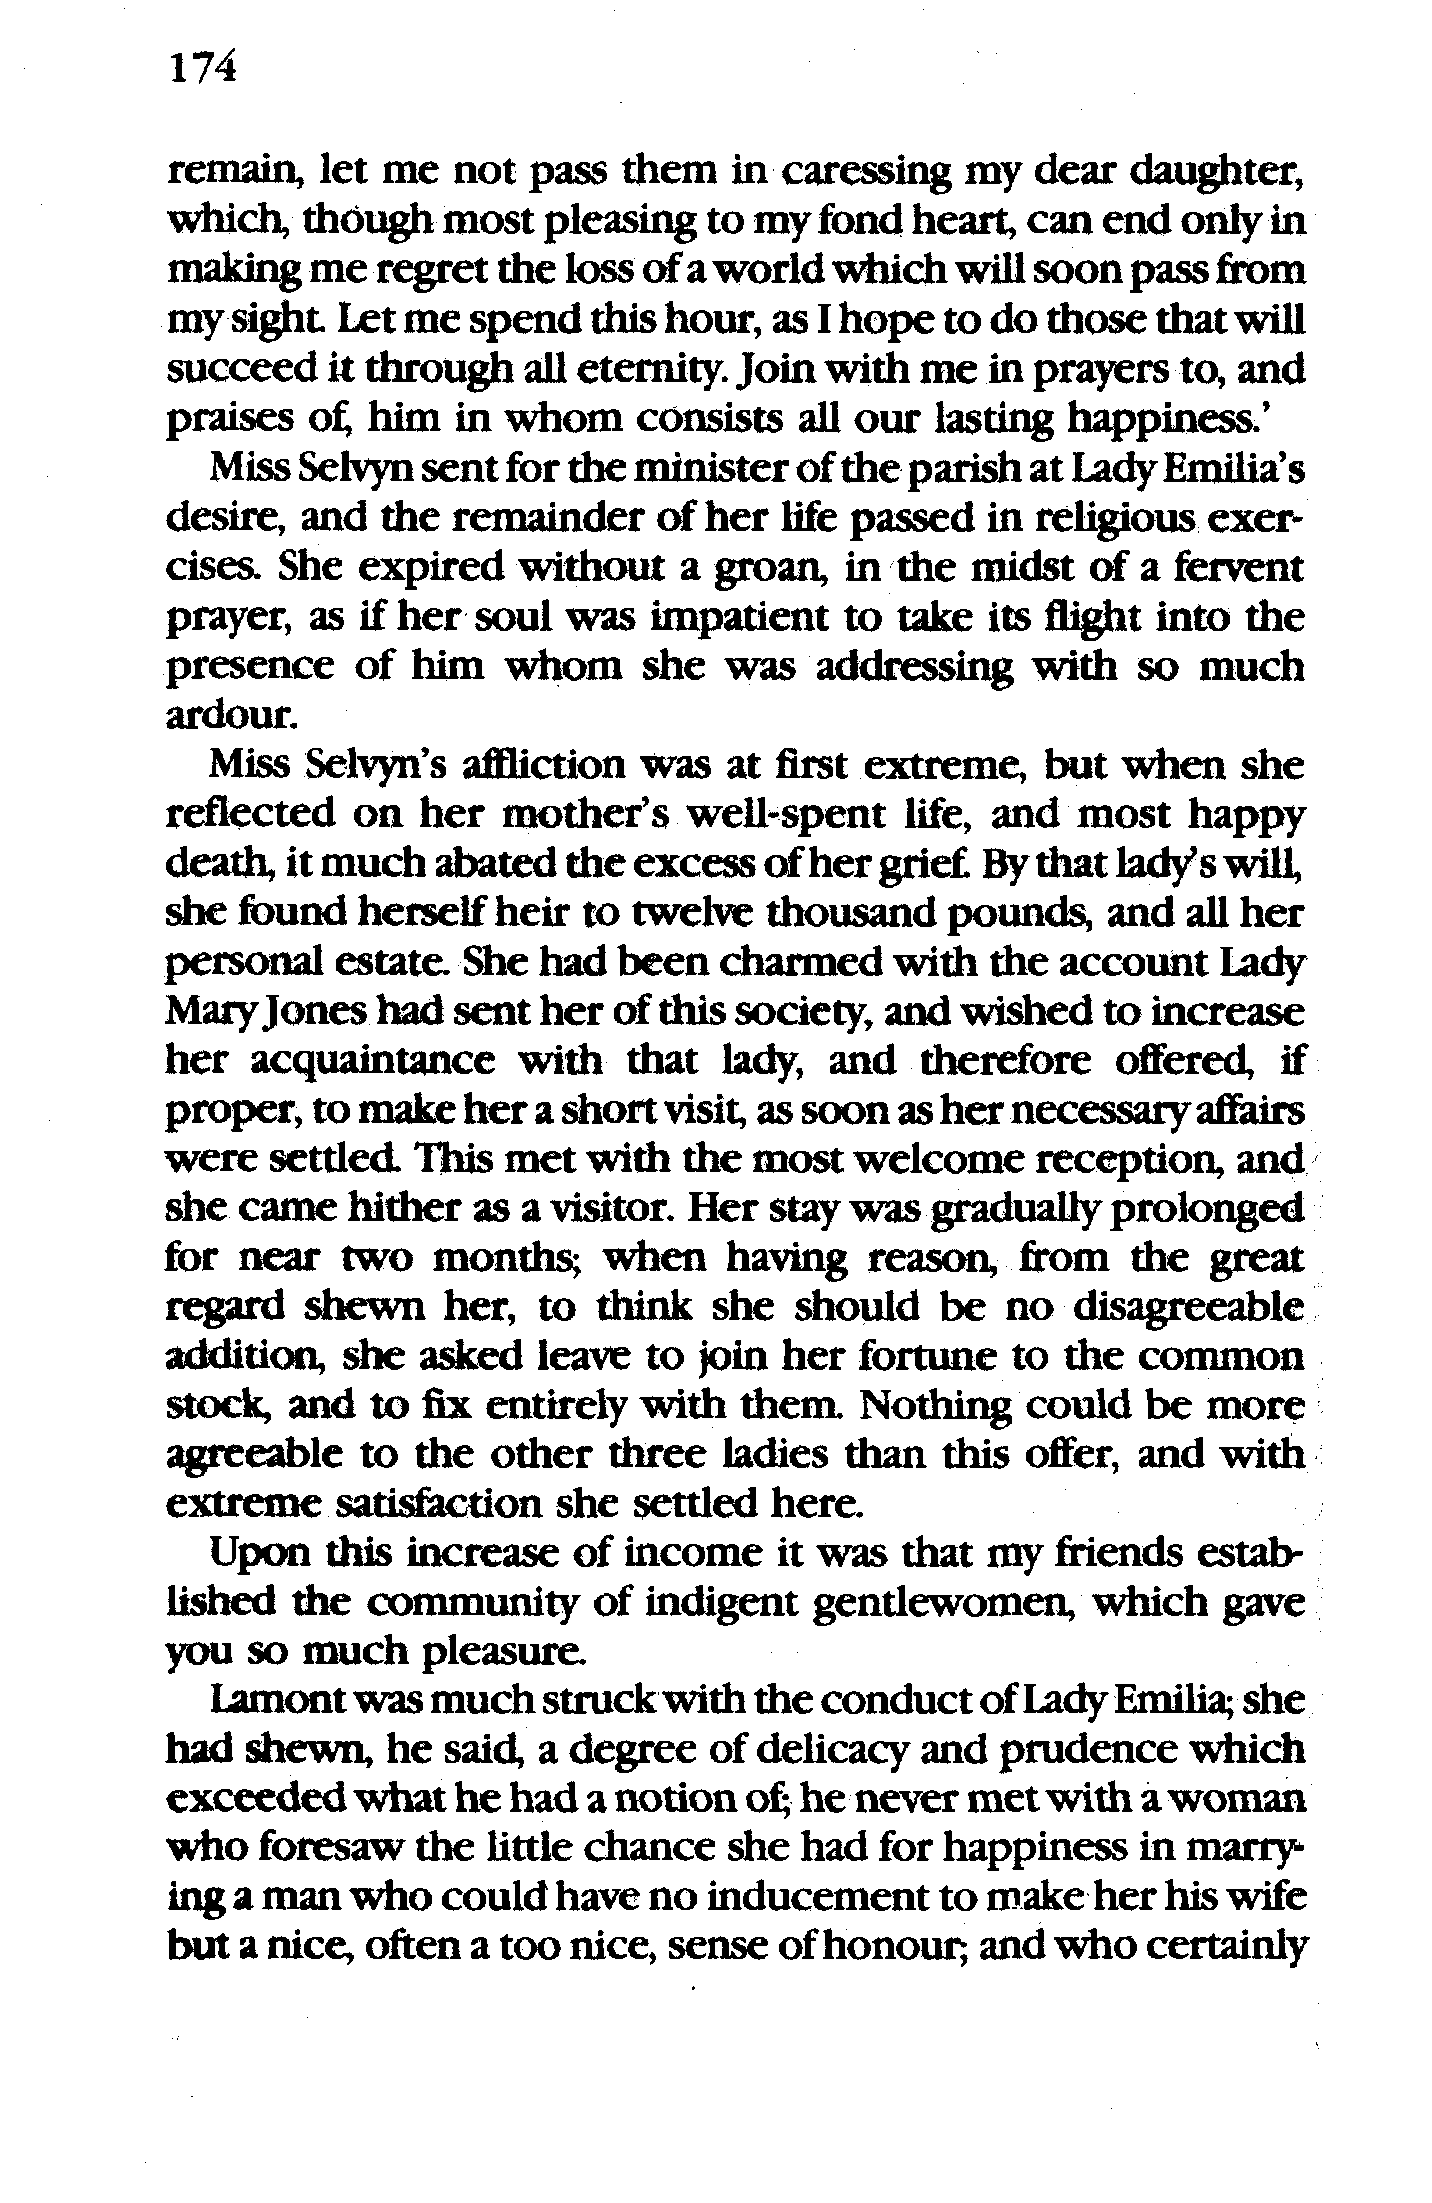 174
remain, let me not pass them in caressing my dear daughter,
which, though most pleasing to my fond heart, can end only in
making me regret the loss of a world which will soon pass from
my sight. Let me spend this hour, as I hope to do those that will
succeed it through all eternity. Join with me in prayers to, and
praises of, him in whom consists all our lasting happiness.'
Miss Selvyn sent for the minister of the parish at Lady Emilia's
desire, and the remainder of her life passed in religious exer-
cises. She expired without a groan, in the midst of a fervent
prayer, as if her soul was impatient to take its flight into the
presence of him whom she was addressing with so much
ardour.
Miss Selvyn's affliction was at first extreme, but when she
reflected on her mother's well-spent life, and most happy
death, it much abated the excess of her grief. By that lady's will,
she found herself heir to twelve thousand pounds, and all her
personal estate. She had been charmed with the account Lady
Mary Jones had sent her of this society, and wished to increase
her acquaintance with that lady, and therefore offered, if
proper, to make her a short visit, as soon as her necessary affairs
were settled. This met with the most welcome reception, and
she came hither as a visitor. Her stay was gradually prolonged
for near two months; when having reason, from the great
regard shewn her, to think she should be no disagreeable
addition, she asked leave to join her fortune to the common
stock, and to fix entirely with them. Nothing could be more
agreeable to the other three ladies than this offer, and with
extreme satisfaction she settled here.
Upon this increase of income it was that my friends estab-
lished the community of indigent gentlewomen, which gave
you so much pleasure.
Lamont was much struck with the conduct of Lady Emilia; she
had shewn, he said, a degree of delicacy and prudence which
exceeded what he had a notion of; he never met with a woman
who foresaw the little chance she had for happiness in marry-
ing a man who could have no inducement to make her his wife
but a nice, often a too nice, sense of honour; and who certainly